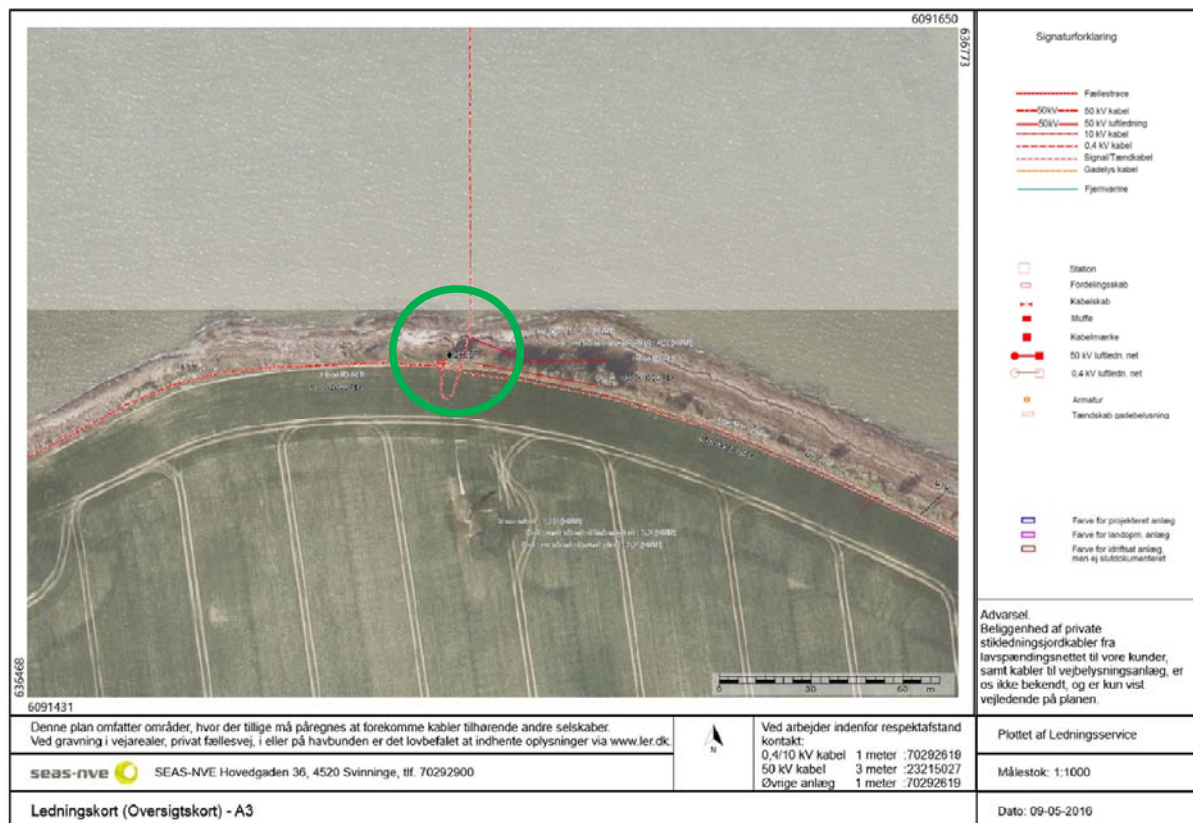 6091650
636773
636468
6091431
0 30 60 m
Signaturforklaring
Fællestrace
50kV 50 kV kabel
50kV 50 kV luftledning
10 kV kabel
0,4 kV kabel
Signal/Tændkabel
Gadelys kabel
Fjernvarme
Station
Fordelingsskab
Kabelskab
Muffe
Kabelmærke
50 kV luftledn. net
0,4 kV luftledn. net
Armatur
Tændskab gadebelysning
Farve for projekteret anlæg
Farve for landopm. anlæg
Farve for idriftsat anlæg,
men ej slutdokumenteret
Advarsel.
Beliggenhed af private
stikledningsjordkabler fra
lavspændingsnettet til vore kunder,
samt kabler til vejbelysningsanlæg, er
os ikke bekendt, og er kun vist
vejledende på planen.
Denne plan omfatter områder, hvor der tillige må påregnes at forekomme kabler tilhørende andre selskaber.
Ved gravning i vejarealer, privat fællesvej, i eller på havbunden er det lovbefalet at indhente oplysninger via www.ler.dk.
N
Ved arbejder indenfor respektafstand
kontakt:
0,4/10 kV kabel 1 meter :70292619
50 kV kabel 3 meter :23215027
Øvrige anlæg 1 meter :70292619
Plottet af Ledningsservice
seas-nve SEAS-NVE Hovedgaden 36, 4520 Svinninge, tlf. 70292900
Målestok: 1:1000
Ledningskort (Oversigtskort) - A3
Dato: 09-05-2016